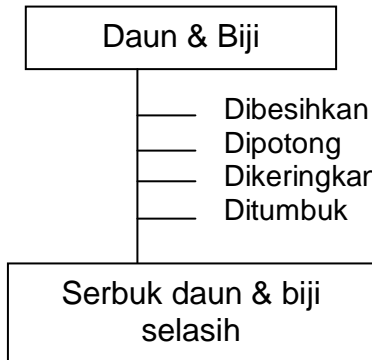 Daun & Biji
Dibesihkan
Dipotong
Dikeringkan
Ditumbuk
Serbuk daun & biji
selasih